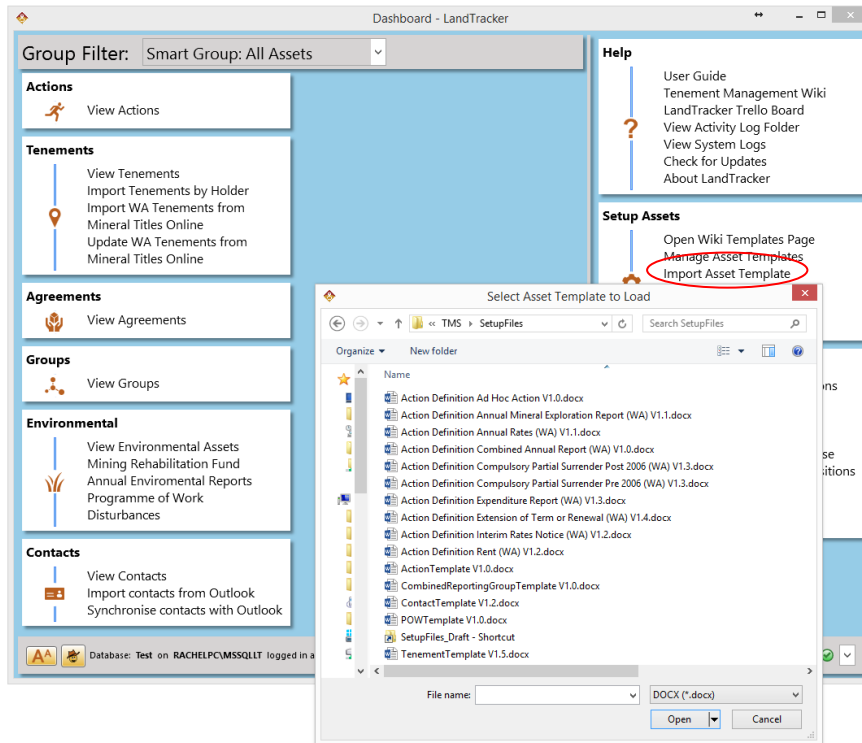 Dashboard - LandTracker
Group Filter:
Smart Group: All Assets
Actions
View Actions
Tenements
View Tenements
Import Tenements by Holder
Import WA Tenements from
Mineral Titles Online
Update WA Tenements from
Mineral Titles Online
Agreements
View Agreements
Groups
View Groups
Environmental
View Environmental Assets
Mining Rehabilitation Fund
Annual Enviromental Reports
Programme of Work
Disturbances
Contacts
View Contacts
Import contacts from Outlook
Synchronise contacts with Outlook
AA
Database: Test on RACHELPC\MSSQLLT logged in a
Help
?
User Guide
Tenement Management Wiki
LandTracker Trello Board
View Activity Log Folder
View System Logs
Check for Updates
About LandTracker
Setup Assets
Open Wiki Templates Page
Manage Asset Templates
Import Asset Template
ons
se
sitions
Select Asset Template to Load
« TMS SetupFiles
Search SetupFiles
Organize
New folder
Name
Action Definition Ad Hoc Action V1.0.docx
Action Definition Annual Mineral Exploration Report (WA) V1.1.docx
Action Definition Annual Rates (WA) V1.1.docx
Action Definition Combined Annual Report (WA) V1.0.docx
Action Definition Compulsory Partial Surrender Post 2006 (WA) V1.3.docx
Action Definition Compulsory Partial Surrender Pre 2006 (WA) V1.3.docx
Action Definition Expenditure Report (WA) V1.3.docx
Action Definition Extension of Term or Renewal (WA) V1.4.docx
Action Definition Interim Rates Notice (WA) V1.2.docx
Action Definition Rent (WA) V1.2.docx
ActionTemplate V1.0.docx
CombinedReportingGroupTemplate V1.0.docx
ContactTemplate V1.2.docx
POWTemplate V1.0.docx
SetupFiles_Draft - Shortcut
TenementTemplate V1.5.docx
File name:
DOCX (*.docx)
Open
Cancel